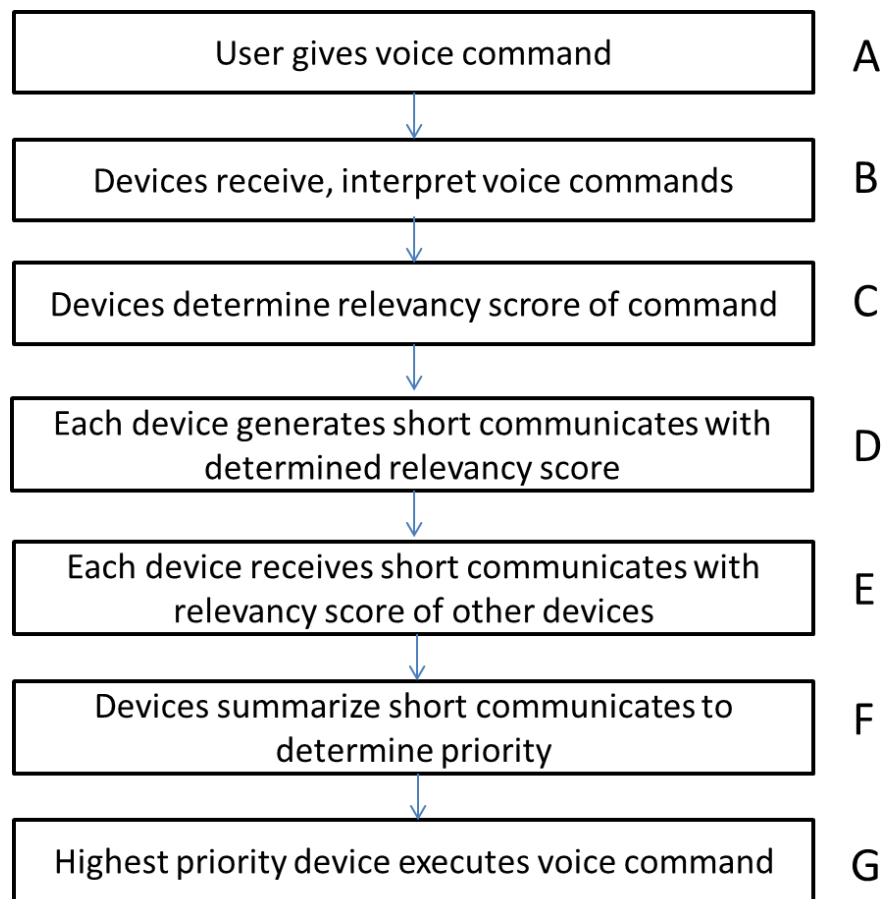 User gives voice command
A
Devices receive, interpret voice commands
B
Devices determine relevancy scrore of command
C
Each device generates short communicates with
determined relevancy score
D
Each device receives short communicates with
relevancy score of other devices
E
Devices summarize short communicates to
determine priority
F
Highest priority device executes voice command
G